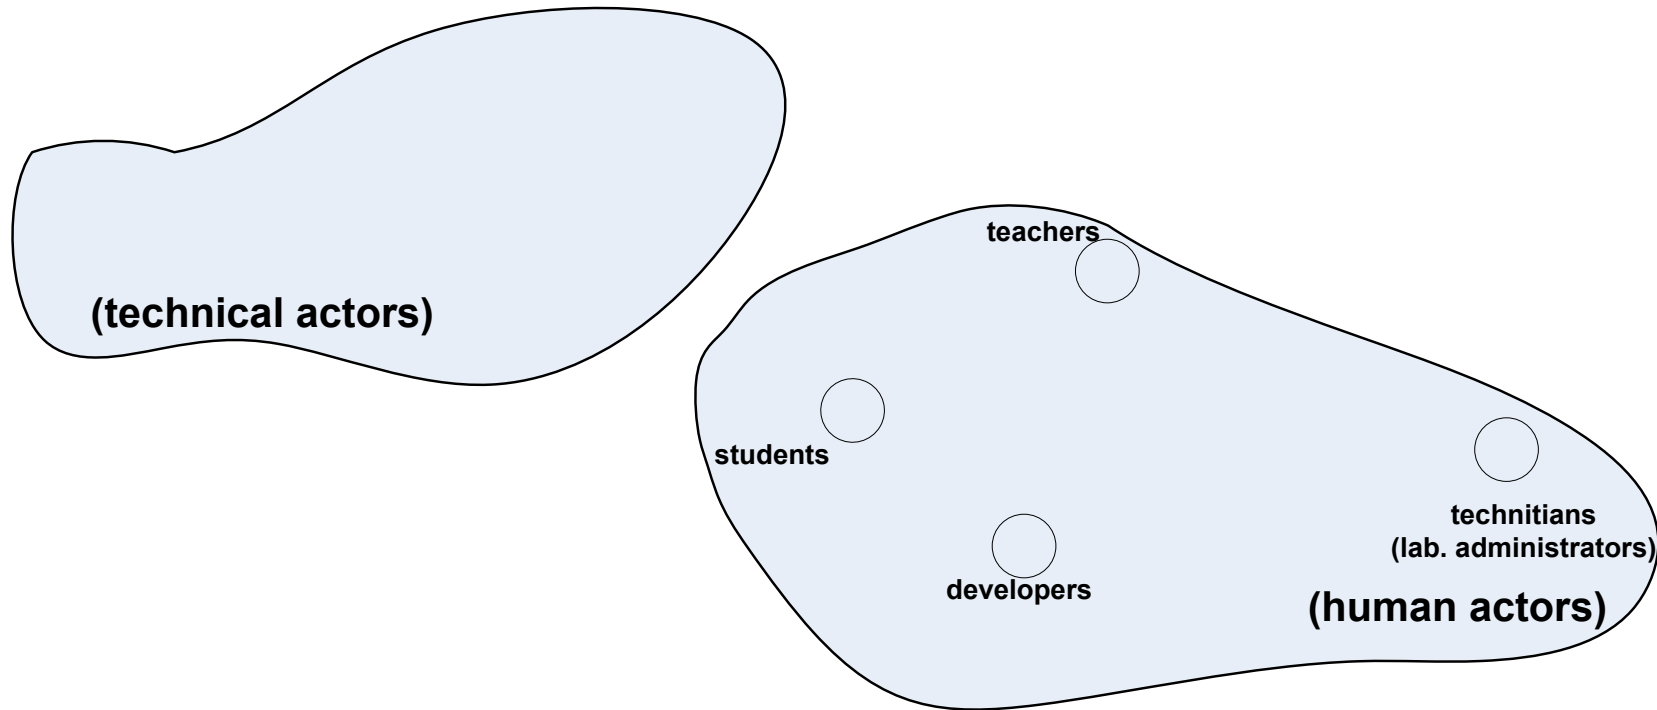 teachers
(technical actors)
students
technitians
(lab. administrators)
developers
(human actors)